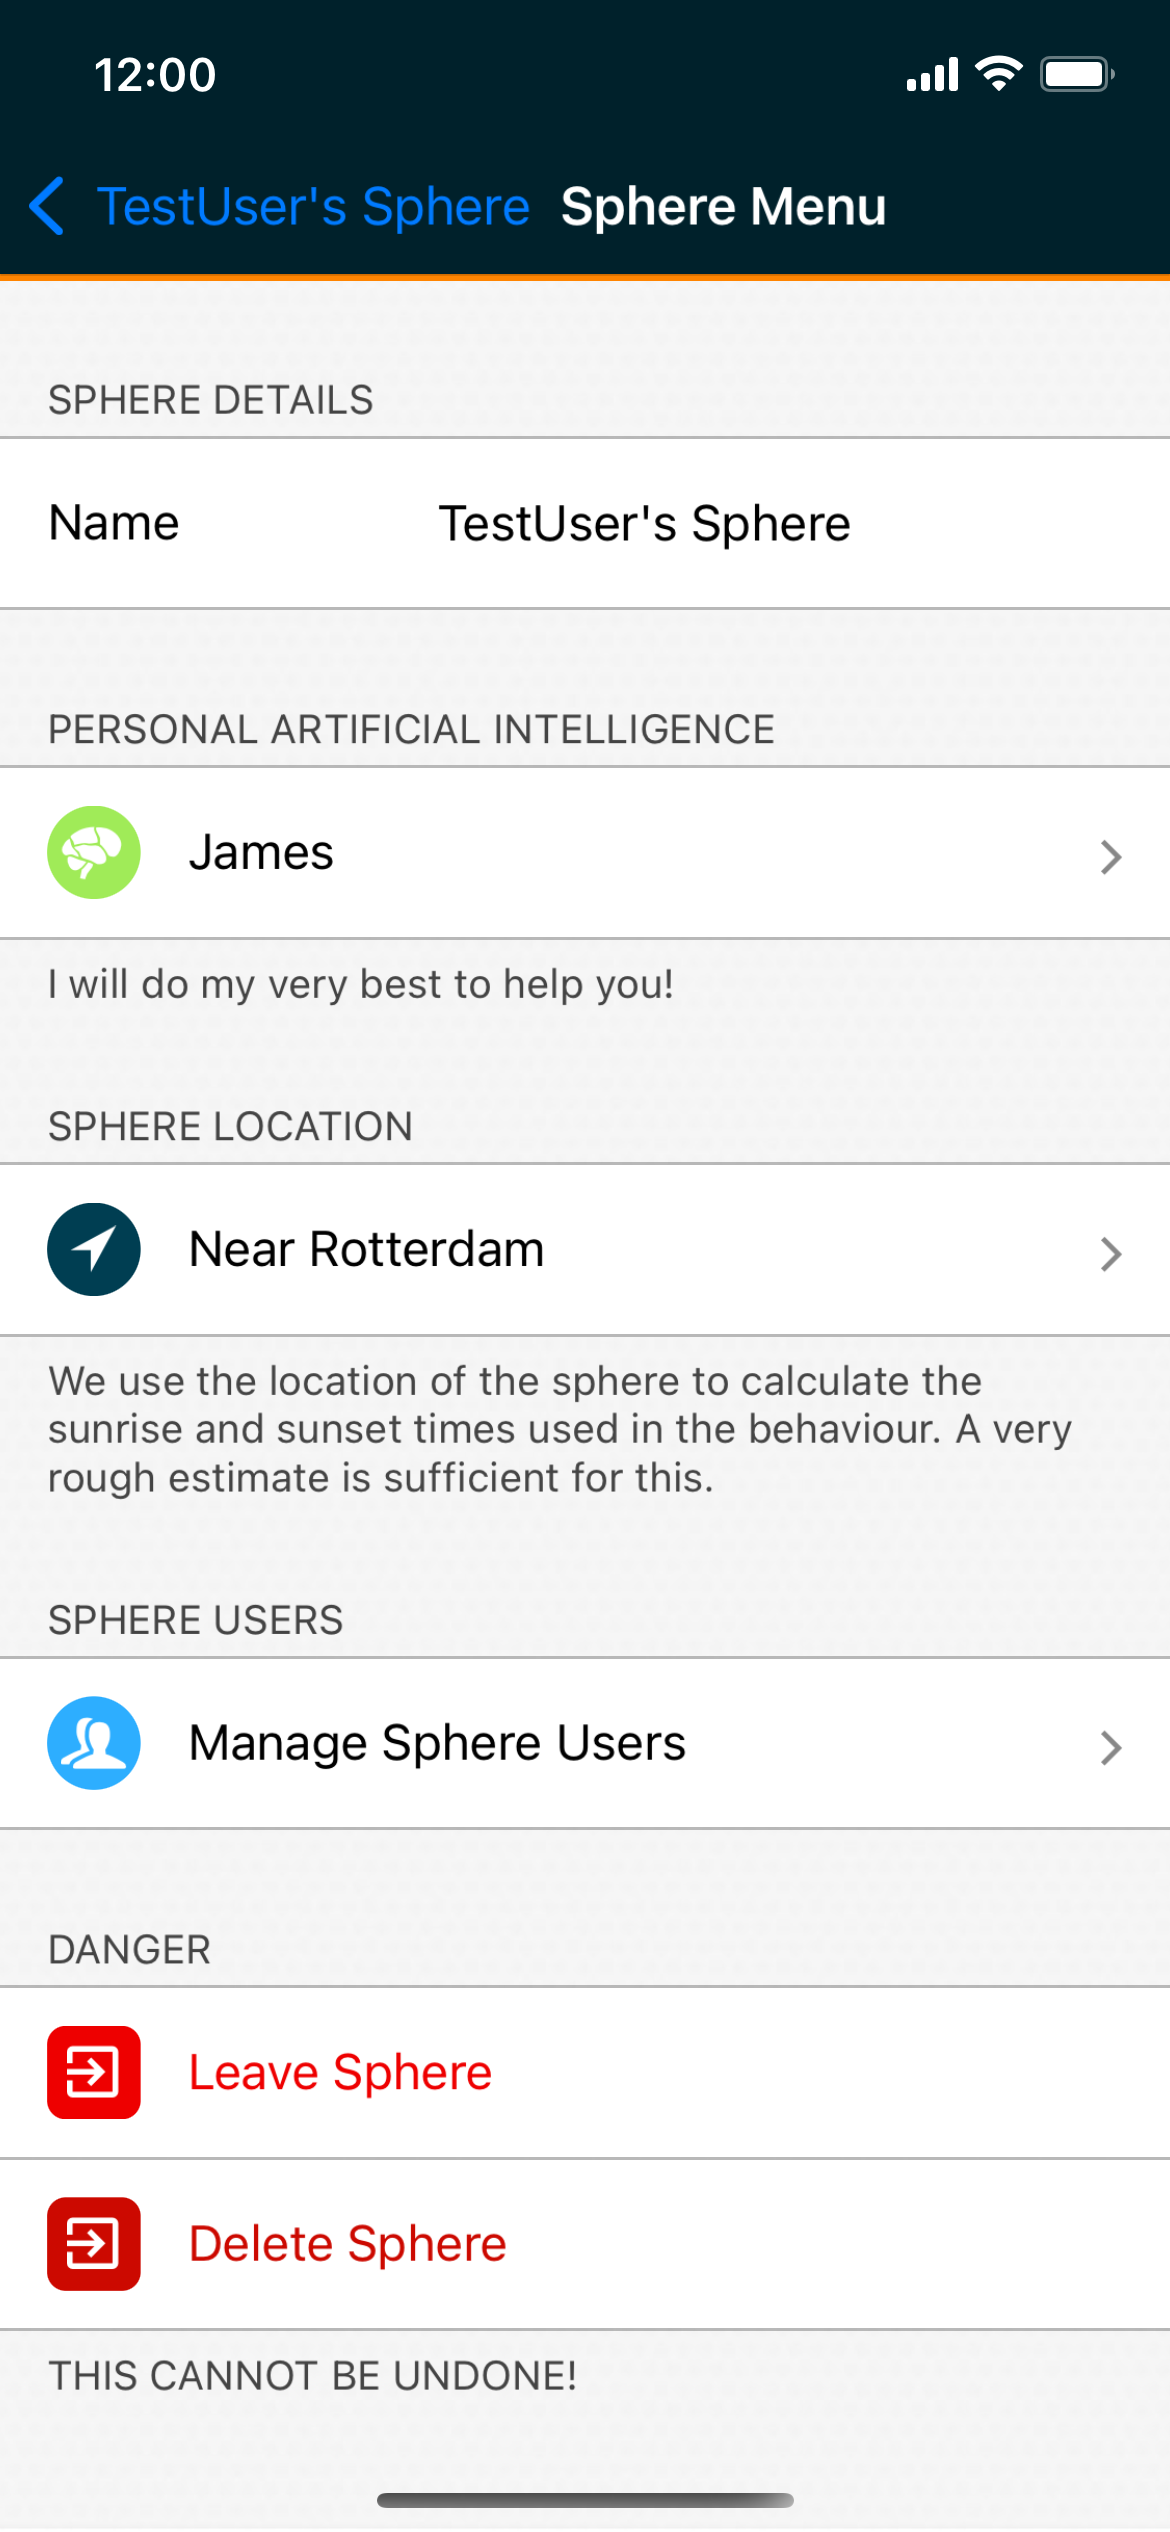 12:00
TestUser's Sphere Sphere Menu
SPHERE DETAILS
Name TestUser's Sphere
PERSONAL ARTIFICIAL INTELLIGENCE
James
I will do my very best to help you!
SPHERE LOCATION
Near Rotterdam
We use the location of the sphere to calculate the
sunrise and sunset times used in the behaviour. A very
rough estimate is sufficient for this.
SPHERE USERS
Manage Sphere Users
DANGER
Leave Sphere
Delete Sphere
THIS CANNOT BE UNDONE!